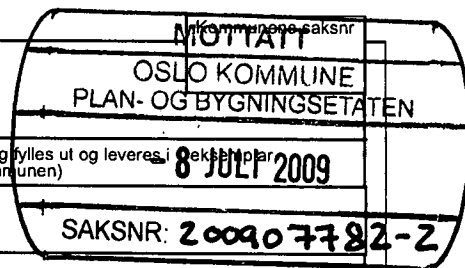 Kommunens saksnr
MOTTATT
OSLO KOMMUNE
PLAN- OG BYGNINGSETATEN
g fylles ut og leveres i eksemplar
munen)
- 8 JULI 2009
SAKSNR: 200907782-2